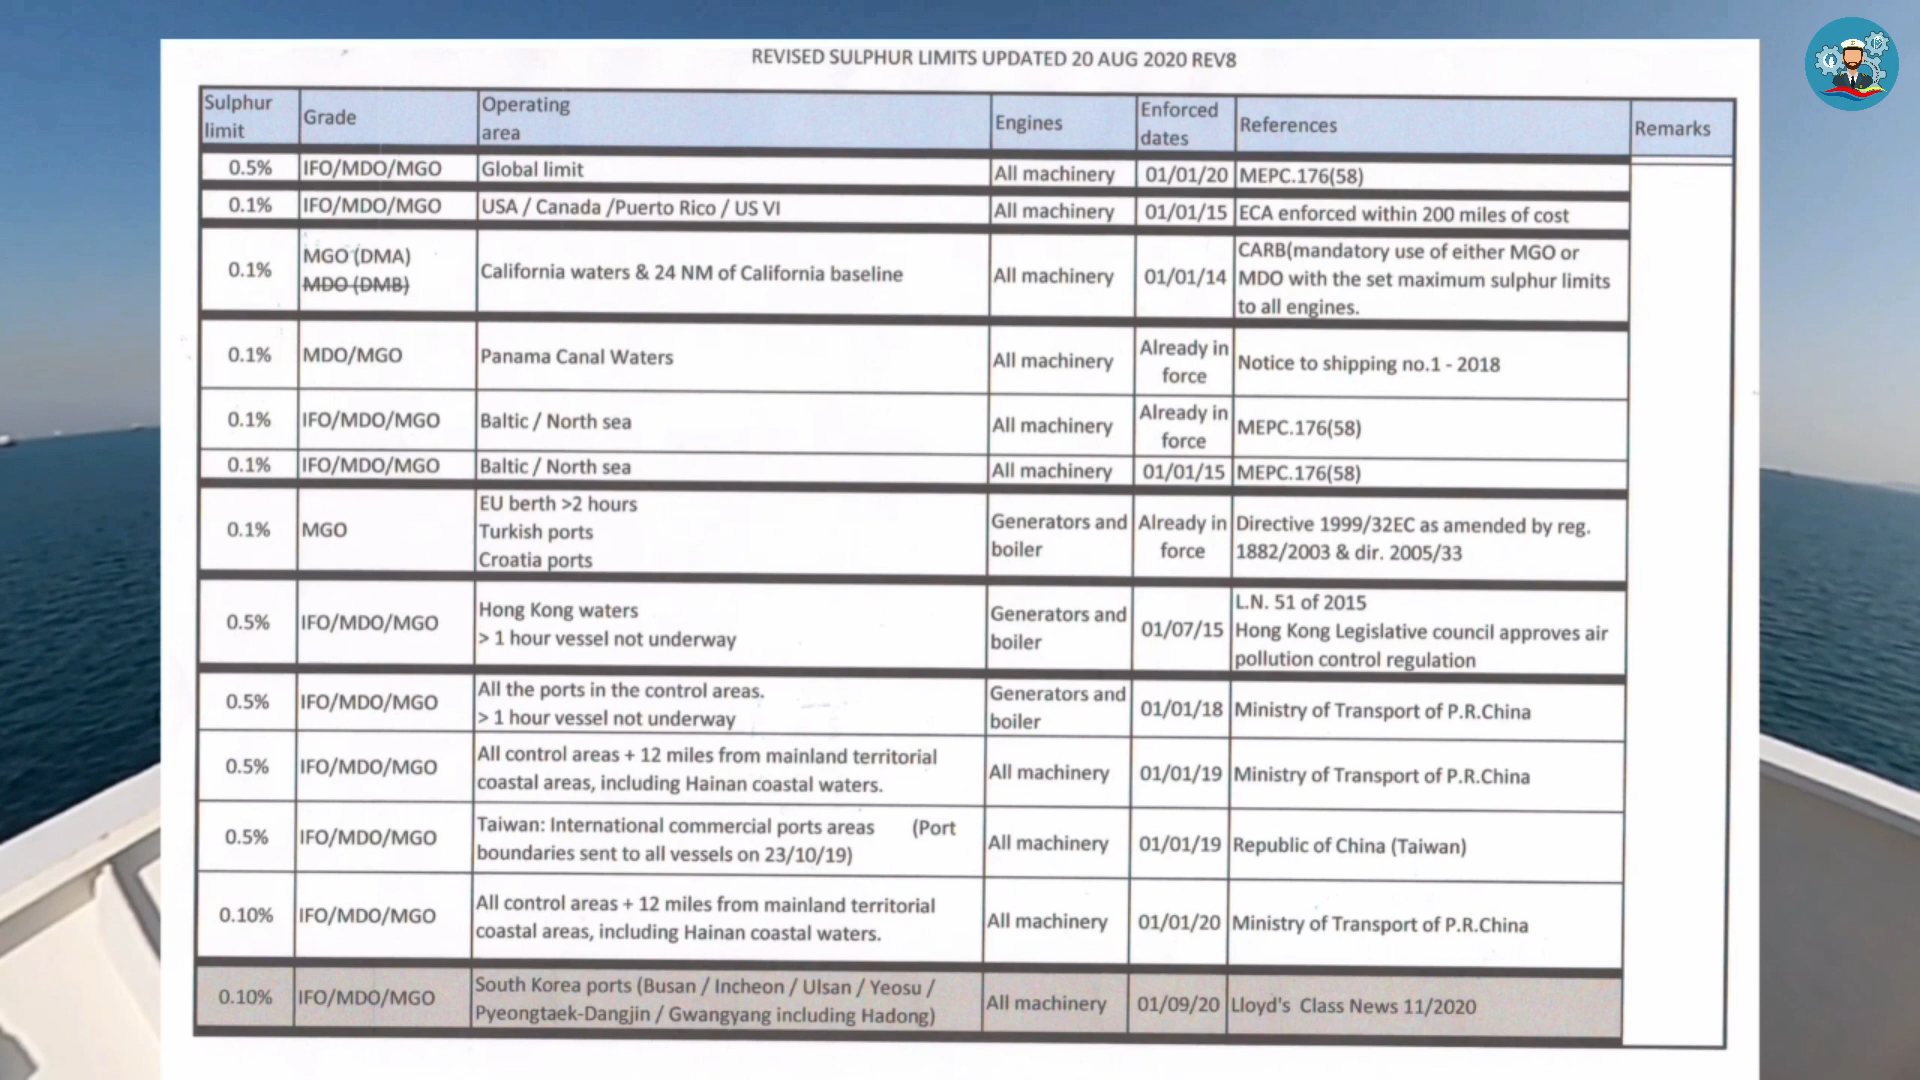 REVISED SULPHUR LIMITS UPDATED 20 AUG 2020 REV8
Sulphur limit
Grade
Operating area
Engines
Enforced dates
References
Remarks
0.5% IFO/MDO/MGO Global limit All machinery 01/01/20 MEPC.176(58)
0.1% IFO/MDO/MGO USA / Canada /Puerto Rico / US VI All machinery 01/01/15 ECA enforced within 200 miles of cost
0.1%
MGO (DMA)
MDO (DMB)
California waters & 24 NM of California baseline
All machinery
01/01/14
CARB(mandatory use of either MGO or
MDO with the set maximum sulphur limits
to all engines.
0.1%
MDO/MGO
Panama Canal Waters
All machinery
Already in
force
Notice to shipping no.1 - 2018
0.1%
IFO/MDO/MGO
Baltic / North sea
All machinery
Already in
force
MEPC.176(58)
0.1% IFO/MDO/MGO Baltic / North sea All machinery 01/01/15 MEPC.176(58)
0.1%
MGO
EU berth >2 hours
Turkish ports
Croatia ports
Generators and
boiler
Already in
force
Directive 1999/32EC as amended by reg.
1882/2003 & dir. 2005/33
0.5%
IFO/MDO/MGO
Hong Kong waters
> 1 hour vessel not underway
Generators and
boiler
01/07/15
L.N. 51 of 2015
Hong Kong Legislative council approves air
pollution control regulation
0.5%
IFO/MDO/MGO
All the ports in the control areas.
> 1 hour vessel not underway
Generators and
boiler
01/01/18
Ministry of Transport of P.R.China
0.5%
IFO/MDO/MGO
All control areas + 12 miles from mainland territorial
coastal areas, including Hainan coastal waters.
All machinery
01/01/19
Ministry of Transport of P.R.China
0.5%
IFO/MDO/MGO
Taiwan: International commercial ports areas (Port
boundaries sent to all vessels on 23/10/19)
All machinery
01/01/19
Republic of China (Taiwan)
0.10%
IFO/MDO/MGO
All control areas + 12 miles from mainland territorial
coastal areas, including Hainan coastal waters.
All machinery
01/01/20
Ministry of Transport of P.R.China
0.10%
IFO/MDO/MGO
South Korea ports (Busan / Incheon / Ulsan / Yeosu /
Pyeongtaek-Dangjin / Gwangyang including Hadong)
All machinery
01/09/20
Lloyd's Class News 11/2020